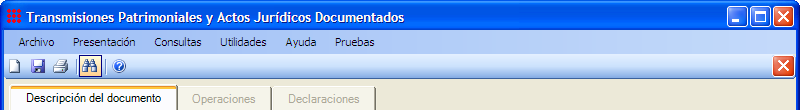 Transmisiones Patrimoniales y Actos Jurídicos Documentados
Archivo Presentación Consultas Utilidades Ayuda Pruebas
Descripción del documento Operaciones Declaraciones